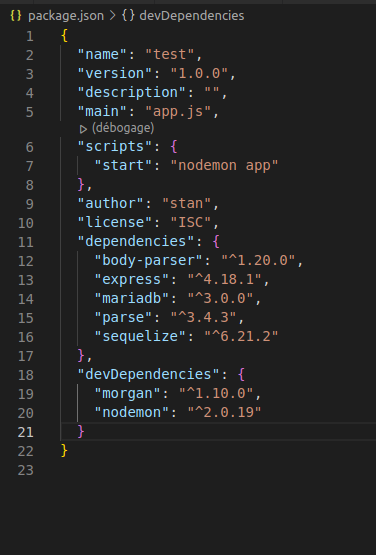 {} package.json > {} devDependencies
1 {
2 "name": "test",
3 "version": "1.0.0",
4 "description": "",
5 "main": "app.js",
▷ (débogage)
6 "scripts": {
7 "start": "nodemon app"
8 },
9 "author": "stan",
10 "license": "ISC",
11 "dependencies": {
12 "body-parser": "^1.20.0",
13 "express": "^4.18.1",
14 "mariadb": "^3.0.0",
15 "parse": "^3.4.3",
16 "sequelize": "^6.21.2"
17 },
18 "devDependencies": {
19 "morgan": "^1.10.0",
20 "nodemon": "^2.0.19"
21 }
22 }
23